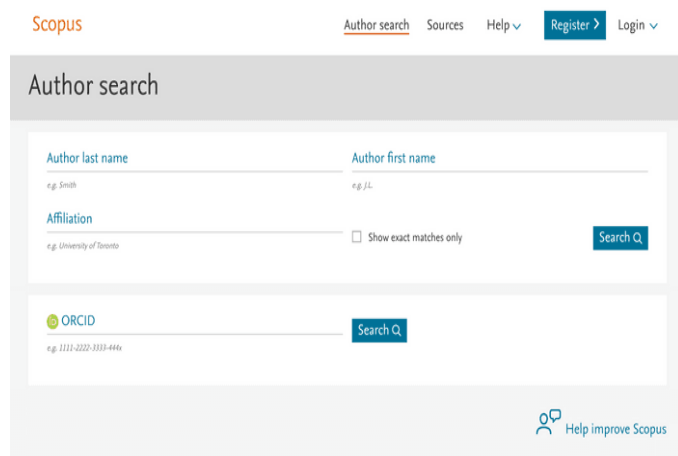 Scopus
Author search Sources Help Register Login
Author search
Author last name Author first name
e.g. Smith e.g. J.L.
Affiliation
e.g. University of Toronto
Show exact matches only Search
ORCID
Search
e.g. 1111-2222-3333-444x
Help improve Scopus